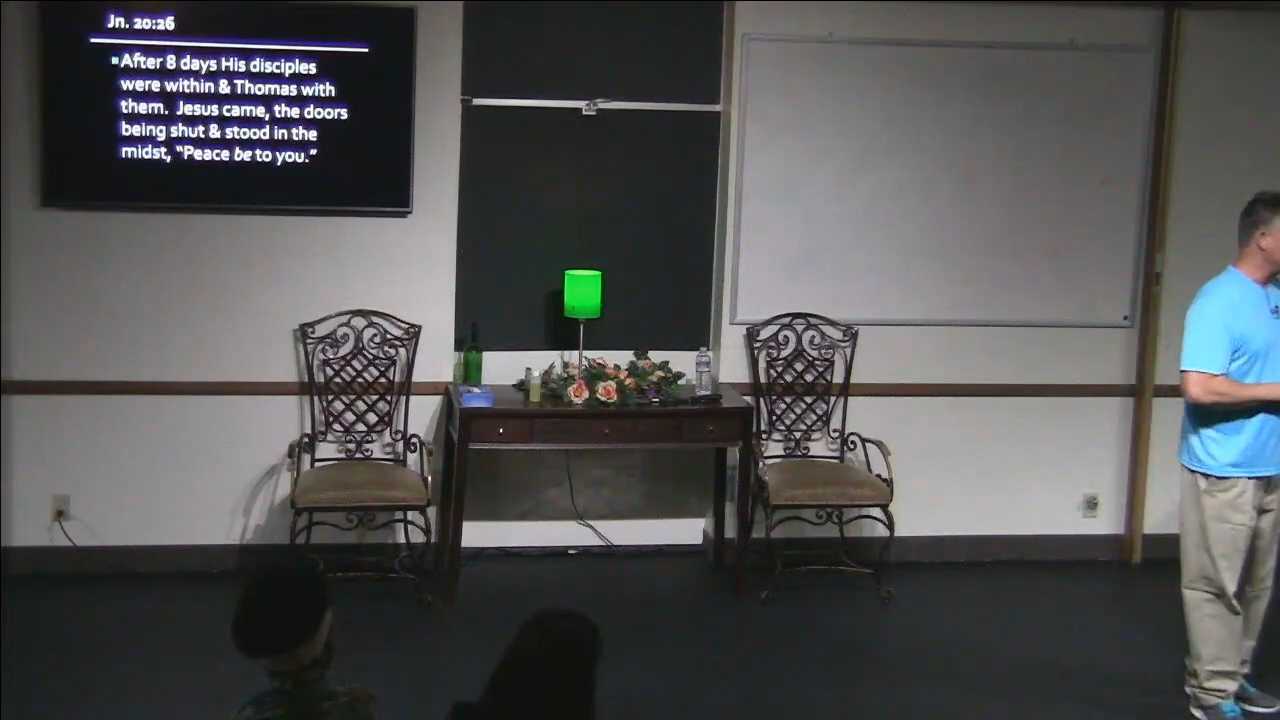 Jn. 20:26
▪After 8 days His disciples
were within & Thomas with
them.  Jesus came, the doors
being shut & stood in the
midst, “Peace be to you.”